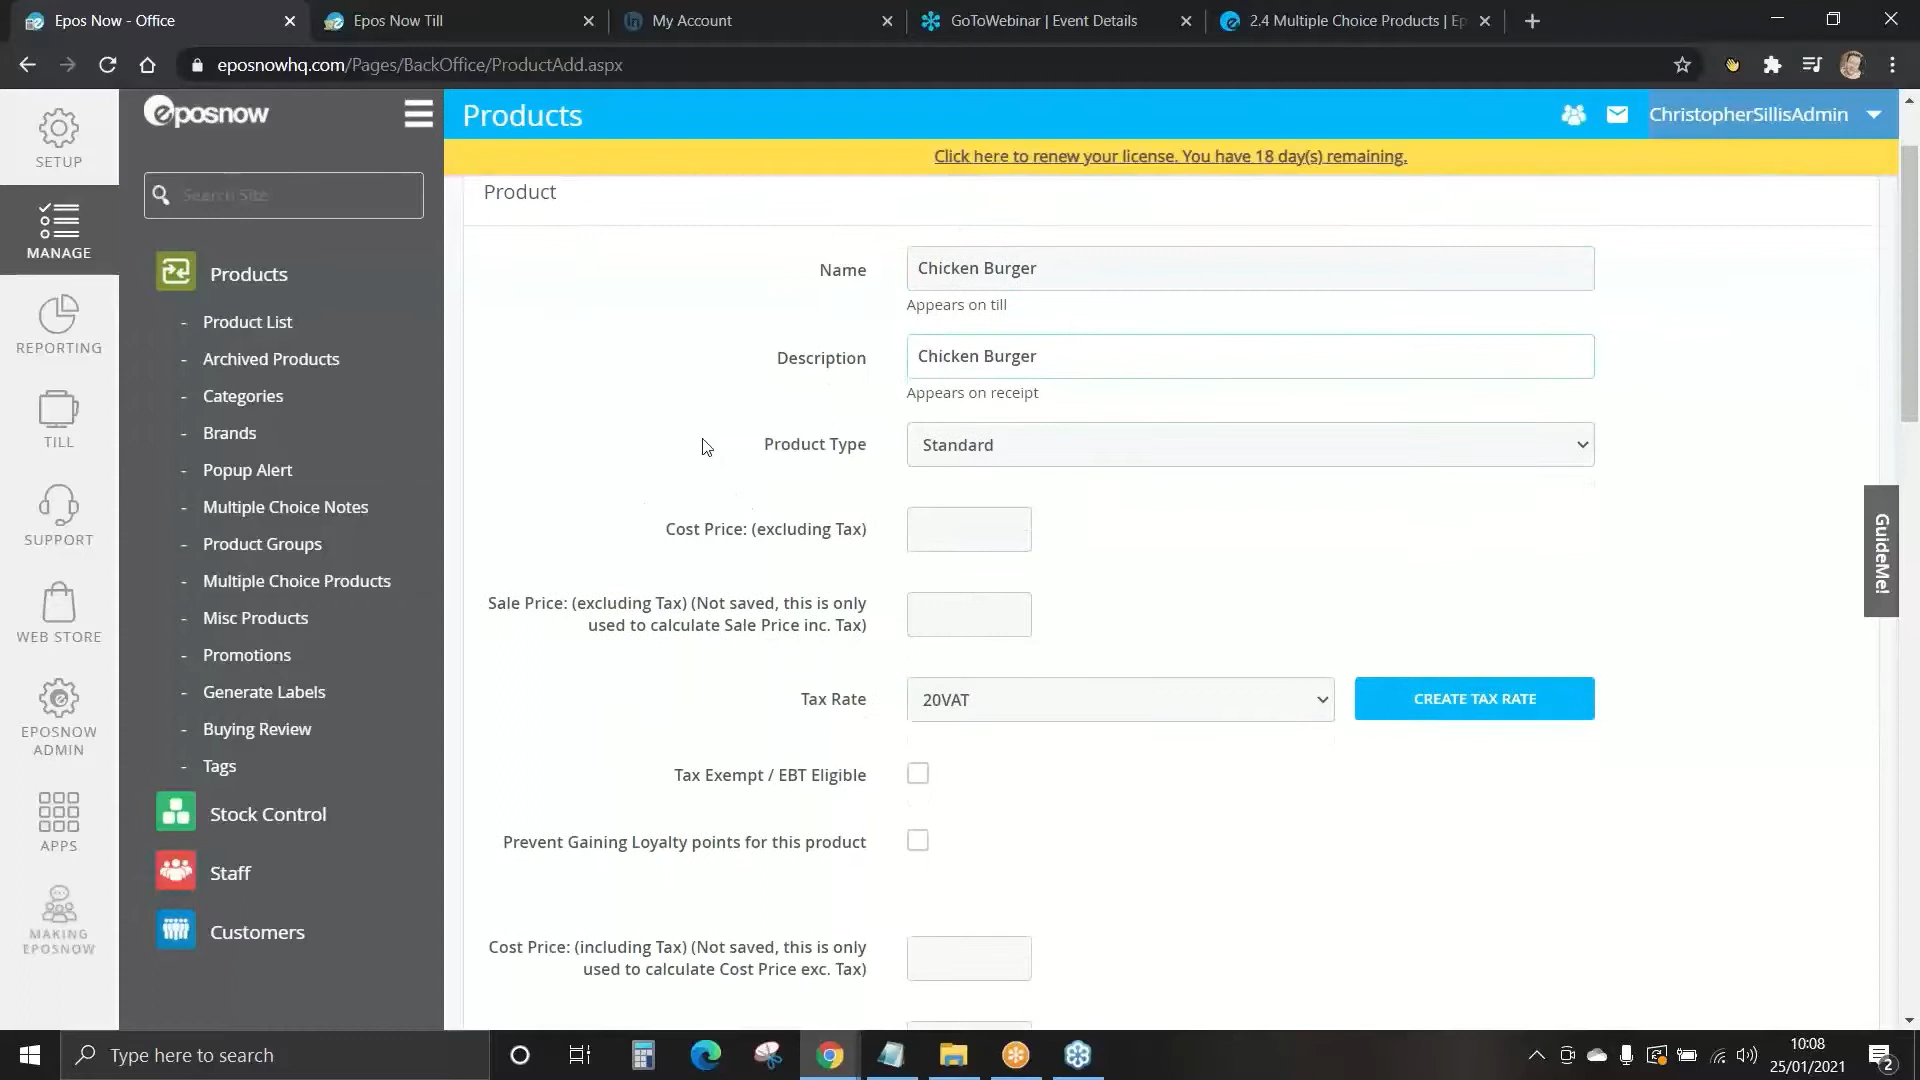 Epos Now - Office
Epos Now Till
My Account
GoToWebinar | Event Details
2.4 Multiple Choice Products | Ep
eposnowhq.com/Pages/BackOffice/ProductAdd.aspx
SETUP
MANAGE
REPORTING
TILL
SUPPORT
WEB STORE
EPOSNOW
ADMIN
APPS
MAKING
EPOSNOW
eposnow
Search Site
Products
- Product List
- Archived Products
- Categories
- Brands
- Popup Alert
- Multiple Choice Notes
- Product Groups
- Multiple Choice Products
- Misc Products
- Promotions
- Generate Labels
- Buying Review
- Tags
Stock Control
Staff
Customers
Products
ChristopherSillisAdmin
Click here to renew your license. You have 18 day(s) remaining.
Product
Name
Chicken Burger
Appears on till
Description
Chicken Burger
Appears on receipt
Product Type
Standard
Cost Price: (excluding Tax)
Sale Price: (excluding Tax) (Not saved, this is only
used to calculate Sale Price inc. Tax)
Tax Rate
20VAT
CREATE TAX RATE
Tax Exempt / EBT Eligible
Prevent Gaining Loyalty points for this product
Cost Price: (including Tax) (Not saved, this is only
used to calculate Cost Price exc. Tax)
GuideMe!
Type here to search
10:08
25/01/2021
2